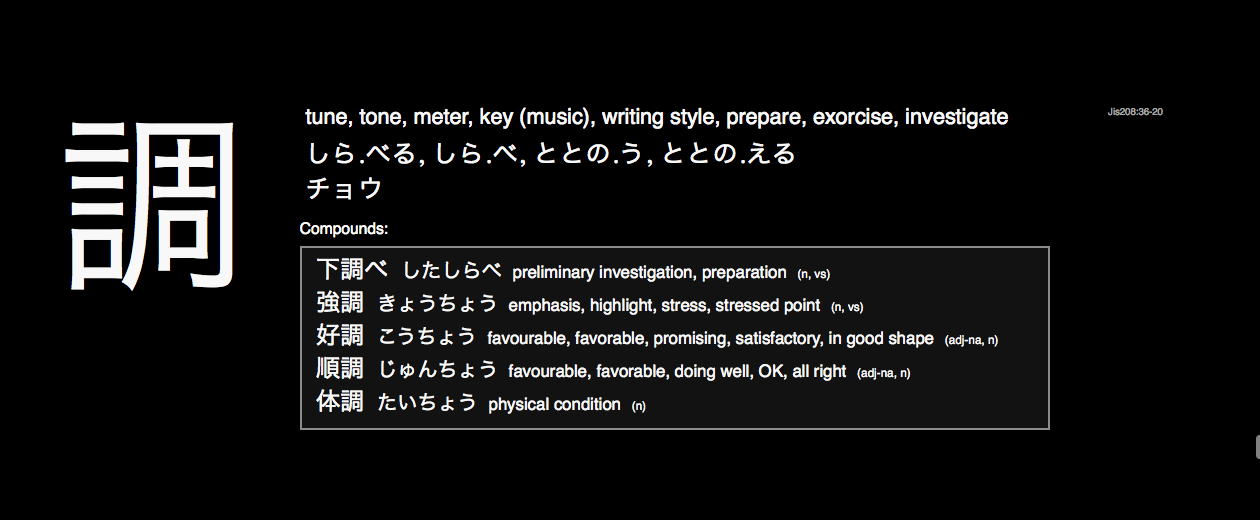 調
tune, tone, meter, key (music), writing style, prepare, exorcise, investigate
Jis208:36-20
しら.べる, しら.べ, ととの.う, ととの.える
チョウ
Compounds:
下調べ したしらべ preliminary investigation, preparation (n, vs)
強調 きょうちょう emphasis, highlight, stress, stressed point (n, vs)
好調 こうちょう favourable, favorable, promising, satisfactory, in good shape (adj-na, n)
順調 じゅんちょう favourable, favorable, doing well, OK, all right (adj-na, n)
体調 たいちょう physical condition (n)